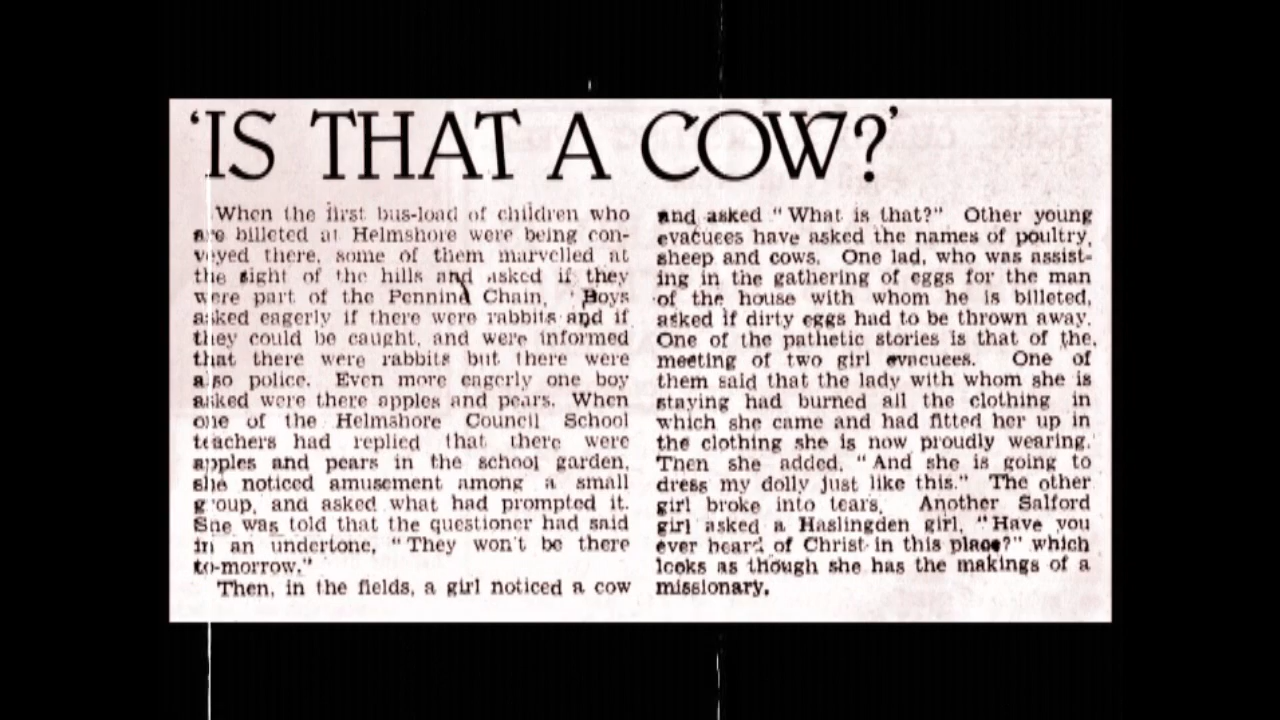 ‘IS THAT A COW?’
When the first bus-load of children who
are billeted at Helmshore were being con-
veyed there, some of them marvelled at
the sight of the hills and asked if they
were part of the Pennine Chain. Boys
asked eagerly if there were rabbits and if
they could be caught, and were informed
that there were rabbits but there were
also police. Even more eagerly one boy
asked were there apples and pears. When
one of the Helmshore Council School
teachers had replied that there were
apples and pears in the school garden,
she noticed amusement among a small
group, and asked what had prompted it.
She was told that the questioner had said
in an undertone, “They won't be there
to-morrow.”
Then, in the fields, a girl noticed a cow
and asked “What is that?” Other young
evacuees have asked the names of poultry,
sheep and cows. One lad, who was assist-
ing in the gathering of eggs for the man
of the house with whom he is billeted,
asked if dirty eggs had to be thrown away.
One of the pathetic stories is that of the
meeting of two girl evacuees. One of
them said that the lady with whom she is
staying had burned all the clothing in
which she came and had fitted her up in
the clothing she is now proudly wearing.
Then she added, “And she is going to
dress my dolly just like this.” The other
girl broke into tears. Another Salford
girl asked a Haslingden girl, “Have you
ever heard of Christ in this place?” which
looks as though she has the makings of a
missionary.